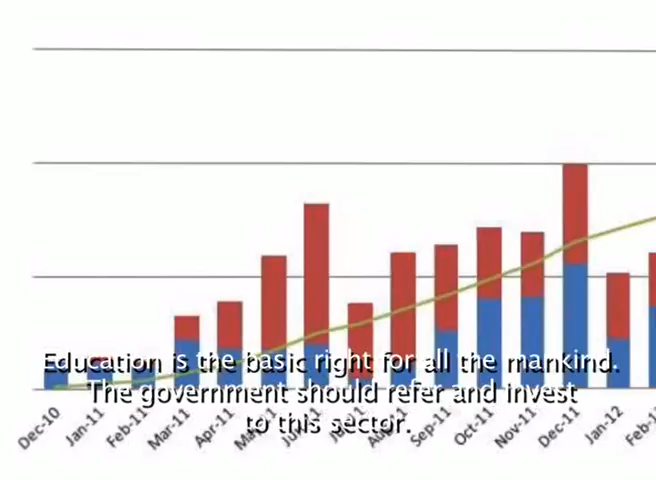 Education is the basic right for all the mankind.
The government should refer and invest
to this sector.
Dec-10
Jan-11
Feb-11
Mar-11
Apr-11
Sep-11
Oct-11
Nov-11
Dec-11
Jan-12